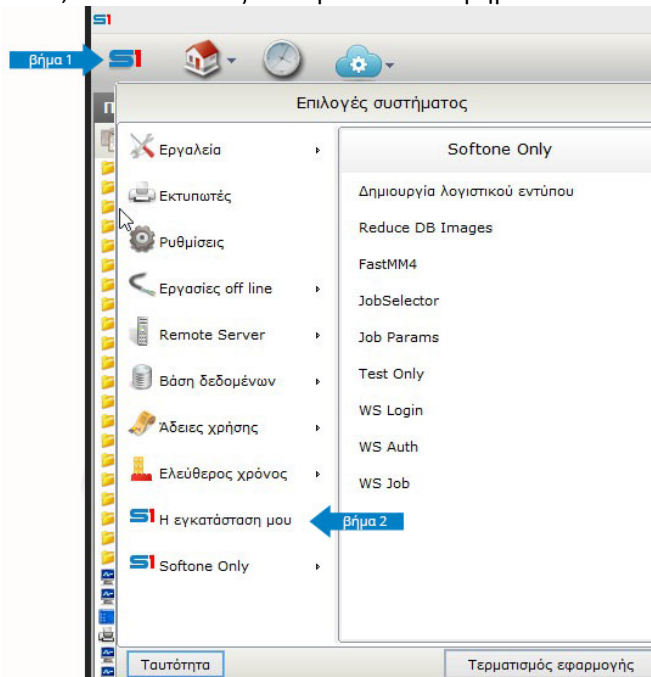 S1
βήμα 1
S1
Επιλογές συστήματος
Εργαλεία
Εκτυπωτές
Ρυθμίσεις
Εργασίες off line
Remote Server
Βάση δεδομένων
Άδειες χρήσης
Ελεύθερος χρόνος
S1 Η εγκατάσταση μου
βήμα 2
S1 Softone Only
Softone Only
Δημιουργία λογιστικού εντύπου
Reduce DB Images
FastMM4
JobSelector
Job Params
Test Only
WS Login
WS Auth
WS Job
Ταυτότητα
Τερματισμός εφαρμογής